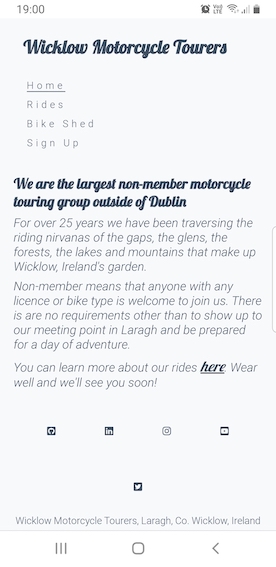 19:00
Wicklow Motorcycle Tourers
Home
Rides
Bike Shed
Sign Up
We are the largest non-member motorcycle
touring group outside of Dublin
For over 25 years we have been traversing the
riding nirvanas of the gaps, the glens, the
forests, the lakes and mountains that make up
Wicklow, Ireland's garden.
Non-member means that anyone with any
licence or bike type is welcome to join us. There
is are no requirements other than to show up to
our meeting point in Laragh and be prepared
for a day of adventure.
You can learn more about our rides here. Wear
well and we'll see you soon!
Wicklow Motorcycle Tourers, Laragh, Co. Wicklow, Ireland